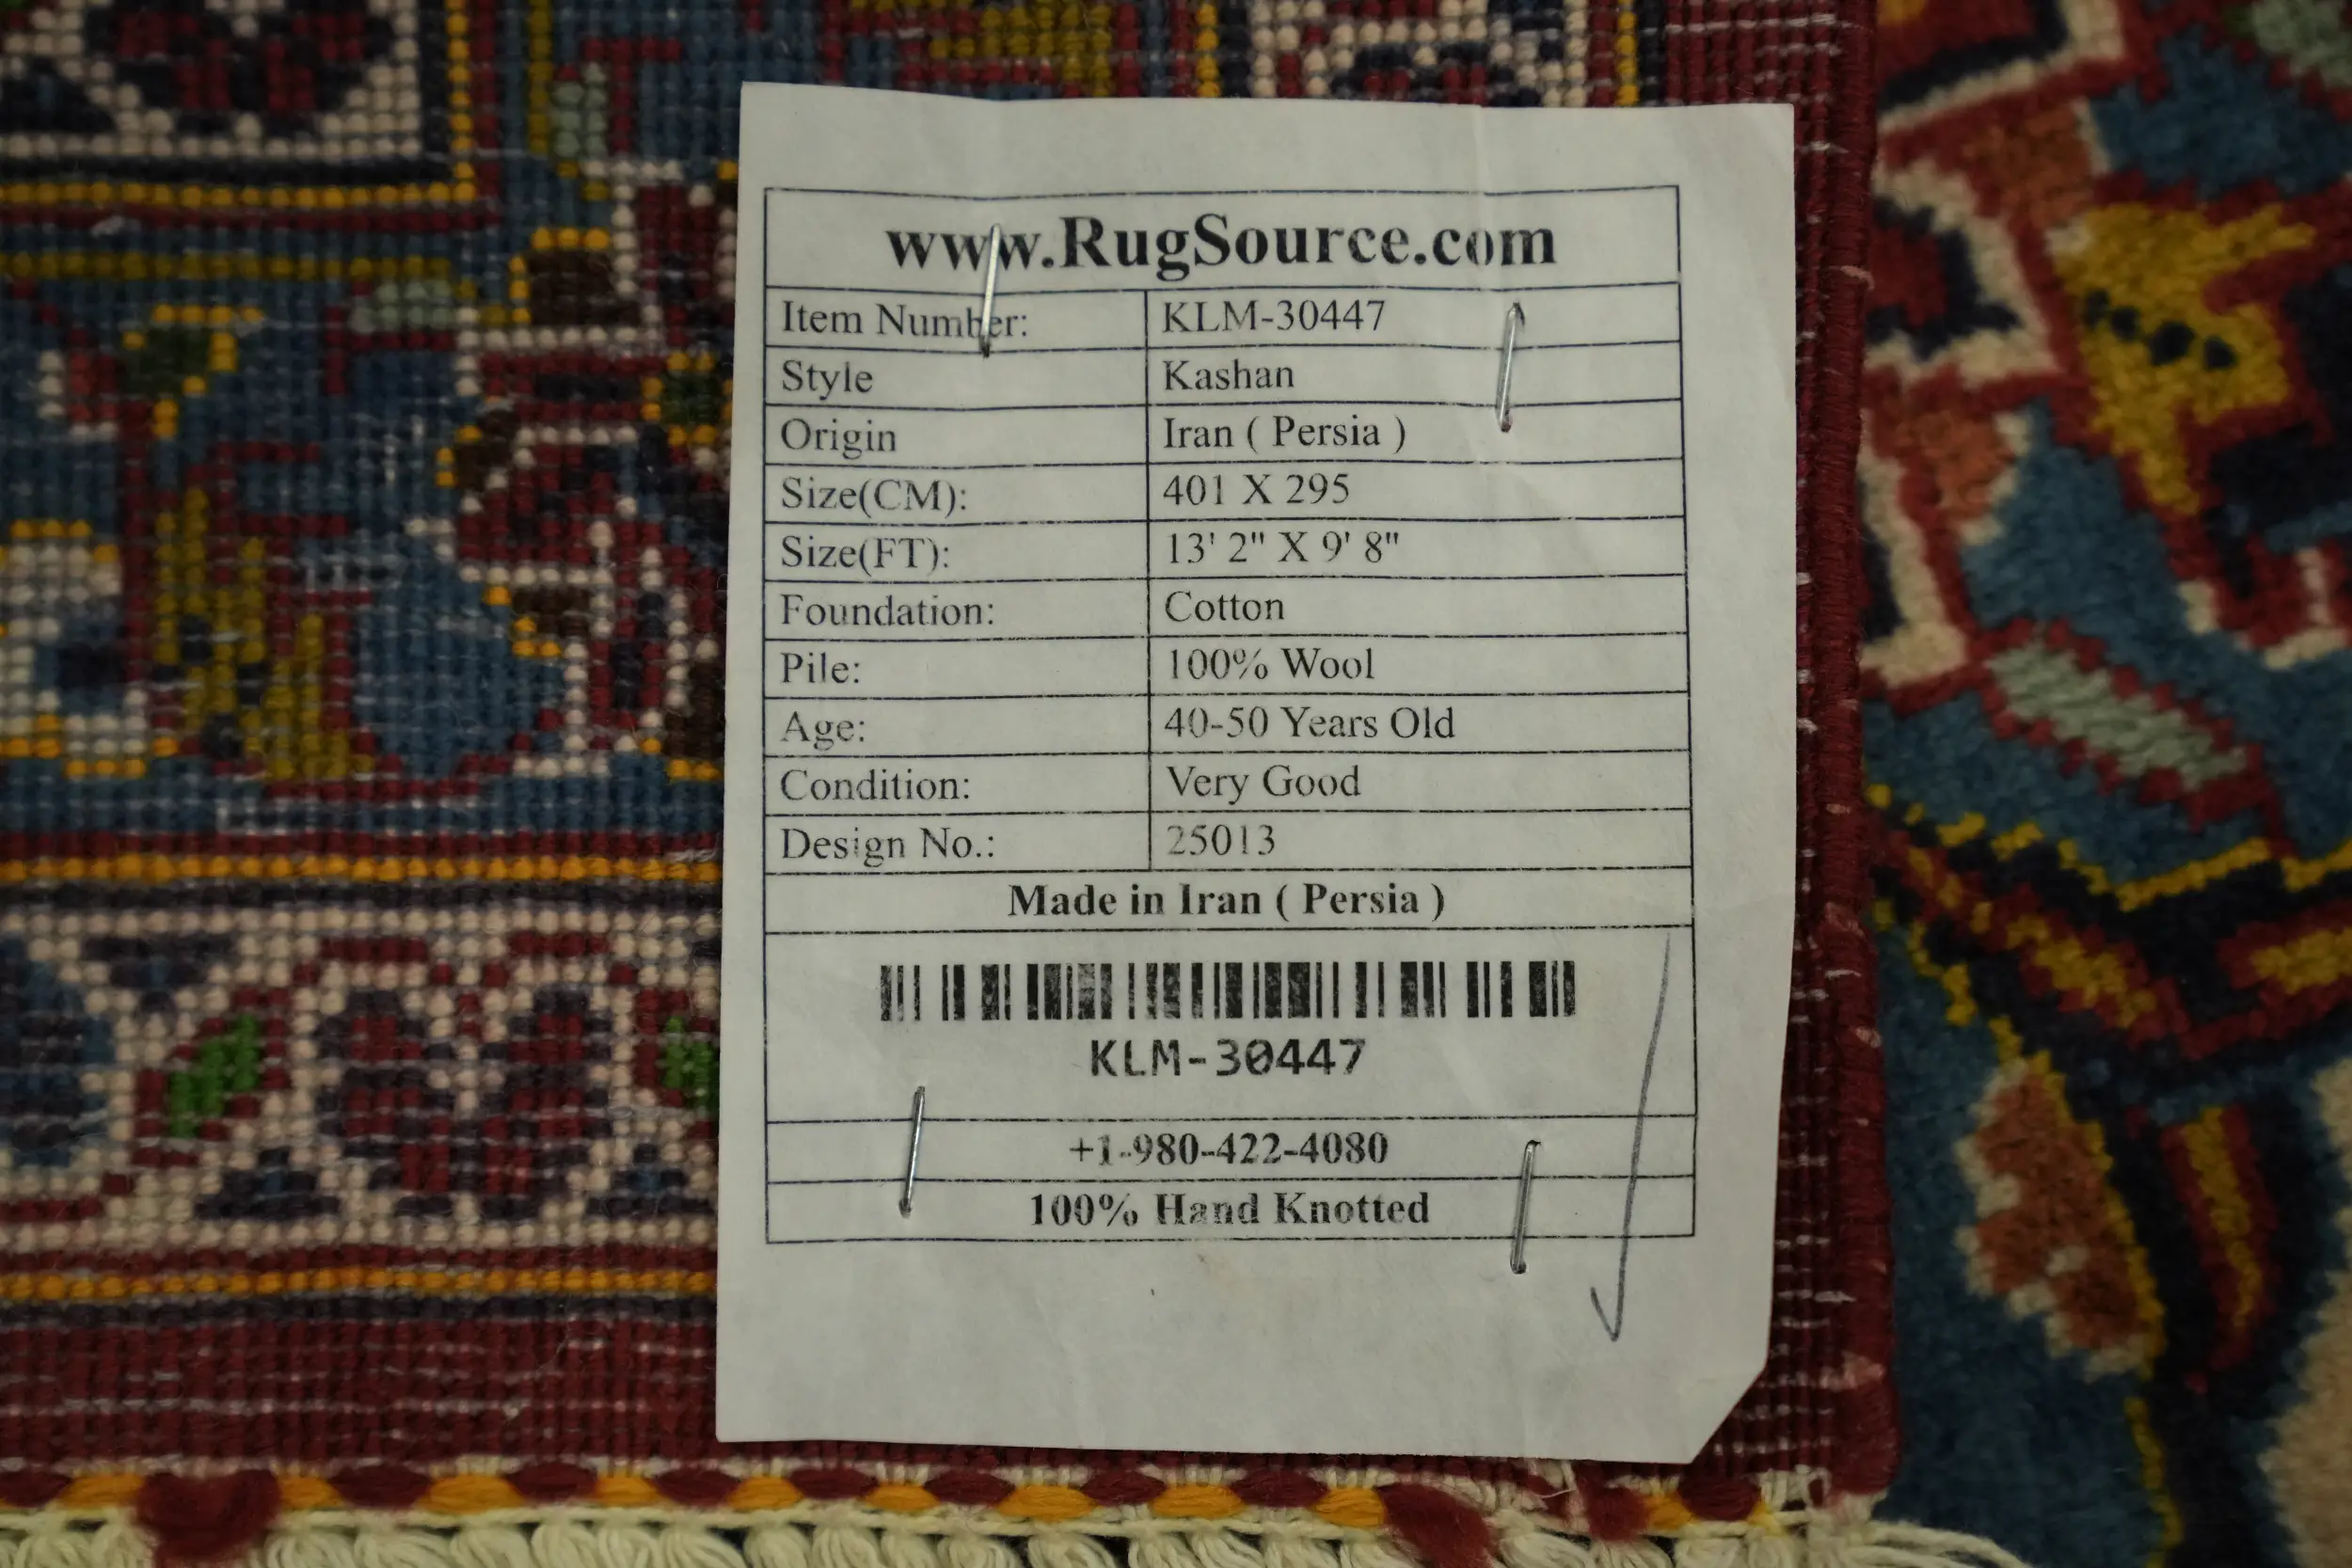 www.RugSource.com
Item Number: KLM-30447
Style Kashan
Origin Iran ( Persia )
Size(CM): 401 X 295
Size(FT): 13' 2" X 9' 8"
Foundation: Cotton
Pile: 100% Wool
Age: 40-50 Years Old
Condition: Very Good
Design No.: 25013
Made in Iran ( Persia )
KLM-30447
+1-980-422-4080
100% Hand Knotted